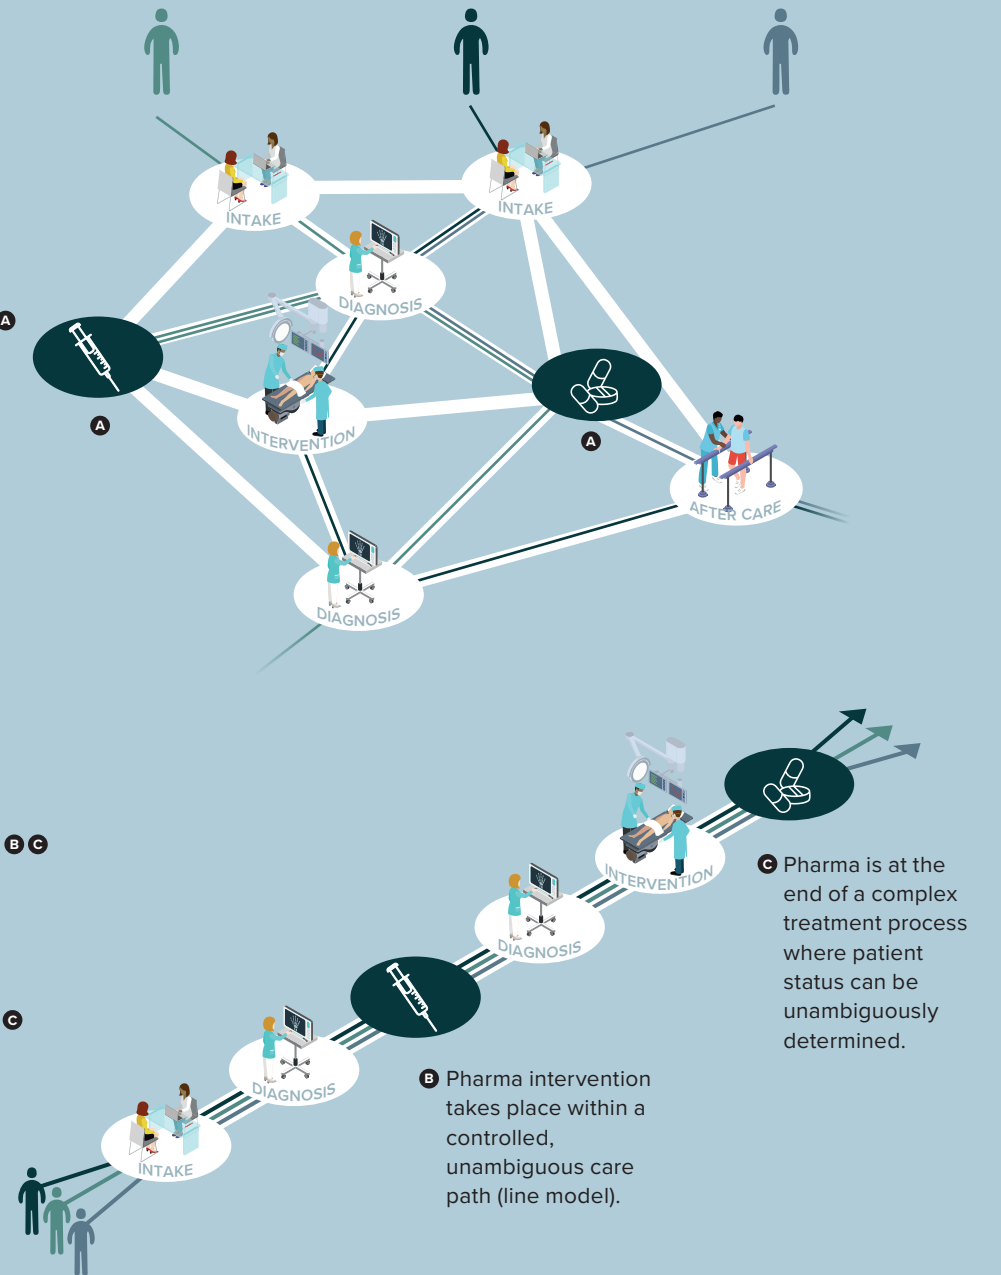 INTAKE
INTAKE
DIAGNOSIS
A
A
INTERVENTION
A
AFTER CARE
DIAGNOSIS
B C
INTERVENTION
C Pharma is at the
end of a complex
treatment process
where patient
status can be
unambiguously
determined.
DIAGNOSIS
C
DIAGNOSIS
B Pharma intervention
takes place within a
controlled,
unambiguous care
path (line model).
INTAKE